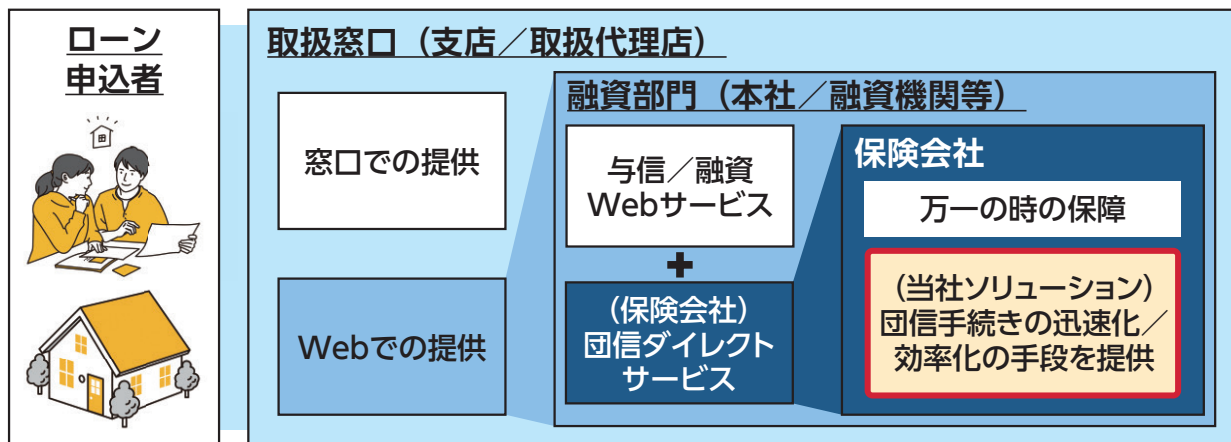 ローン
申込者
取扱窓口（支店／取扱代理店）
窓口での提供
Webでの提供
融資部門（本社／融資機関等）
与信／融資
Webサービス
＋
（保険会社）
団信ダイレクト
サービス
保険会社
万一の時の保障
（当社ソリューション）
団信手続きの迅速化／
効率化の手段を提供